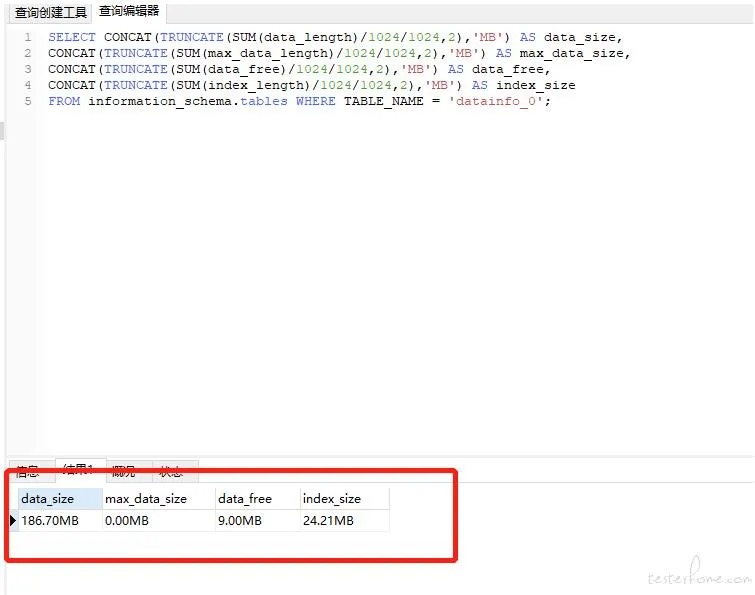 查询创建工具 查询编辑器
1 SELECT CONCAT(TRUNCATE(SUM(data_length)/1024/1024,2),'MB') AS data_size,
2 CONCAT(TRUNCATE(SUM(max_data_length)/1024/1024,2),'MB') AS max_data_size,
3 CONCAT(TRUNCATE(SUM(data_free)/1024/1024,2),'MB') AS data_free,
4 CONCAT(TRUNCATE(SUM(index_length)/1024/1024,2),'MB') AS index_size
5 FROM information_schema.tables WHERE TABLE_NAME = 'datainfo_0';
信息 结果1 概况 状态
data_size max_data_size data_free index_size
186.70MB 0.00MB 9.00MB 24.21MB
testerhome.com